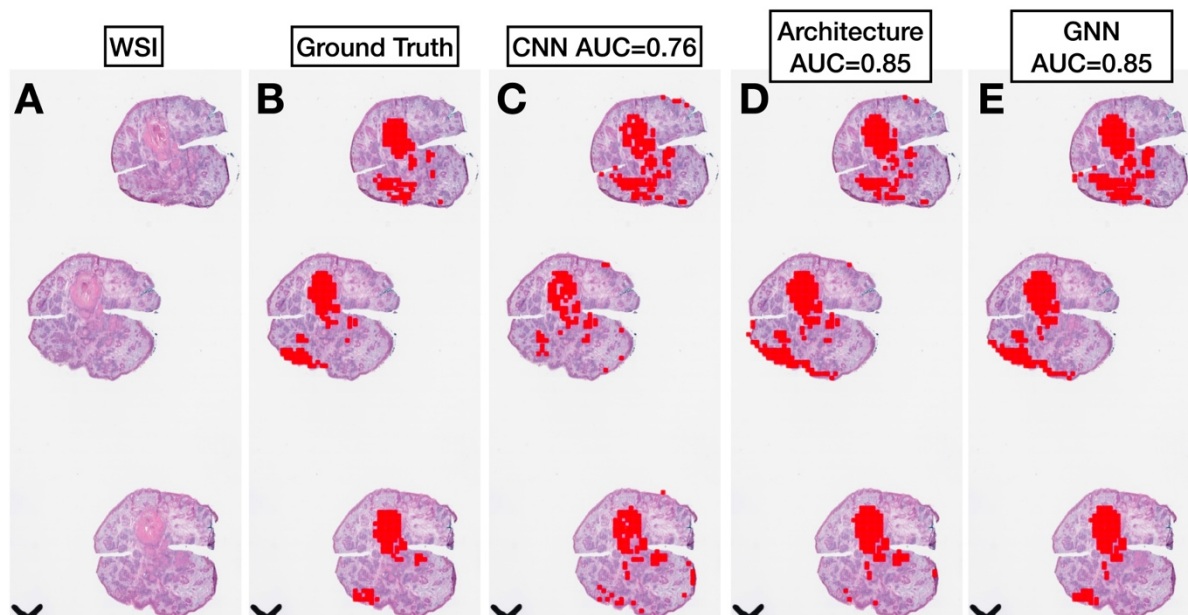 WSI
Ground Truth
CNN AUC=0.76
Architecture
AUC=0.85
GNN
AUC=0.85
A
B
C
D
E